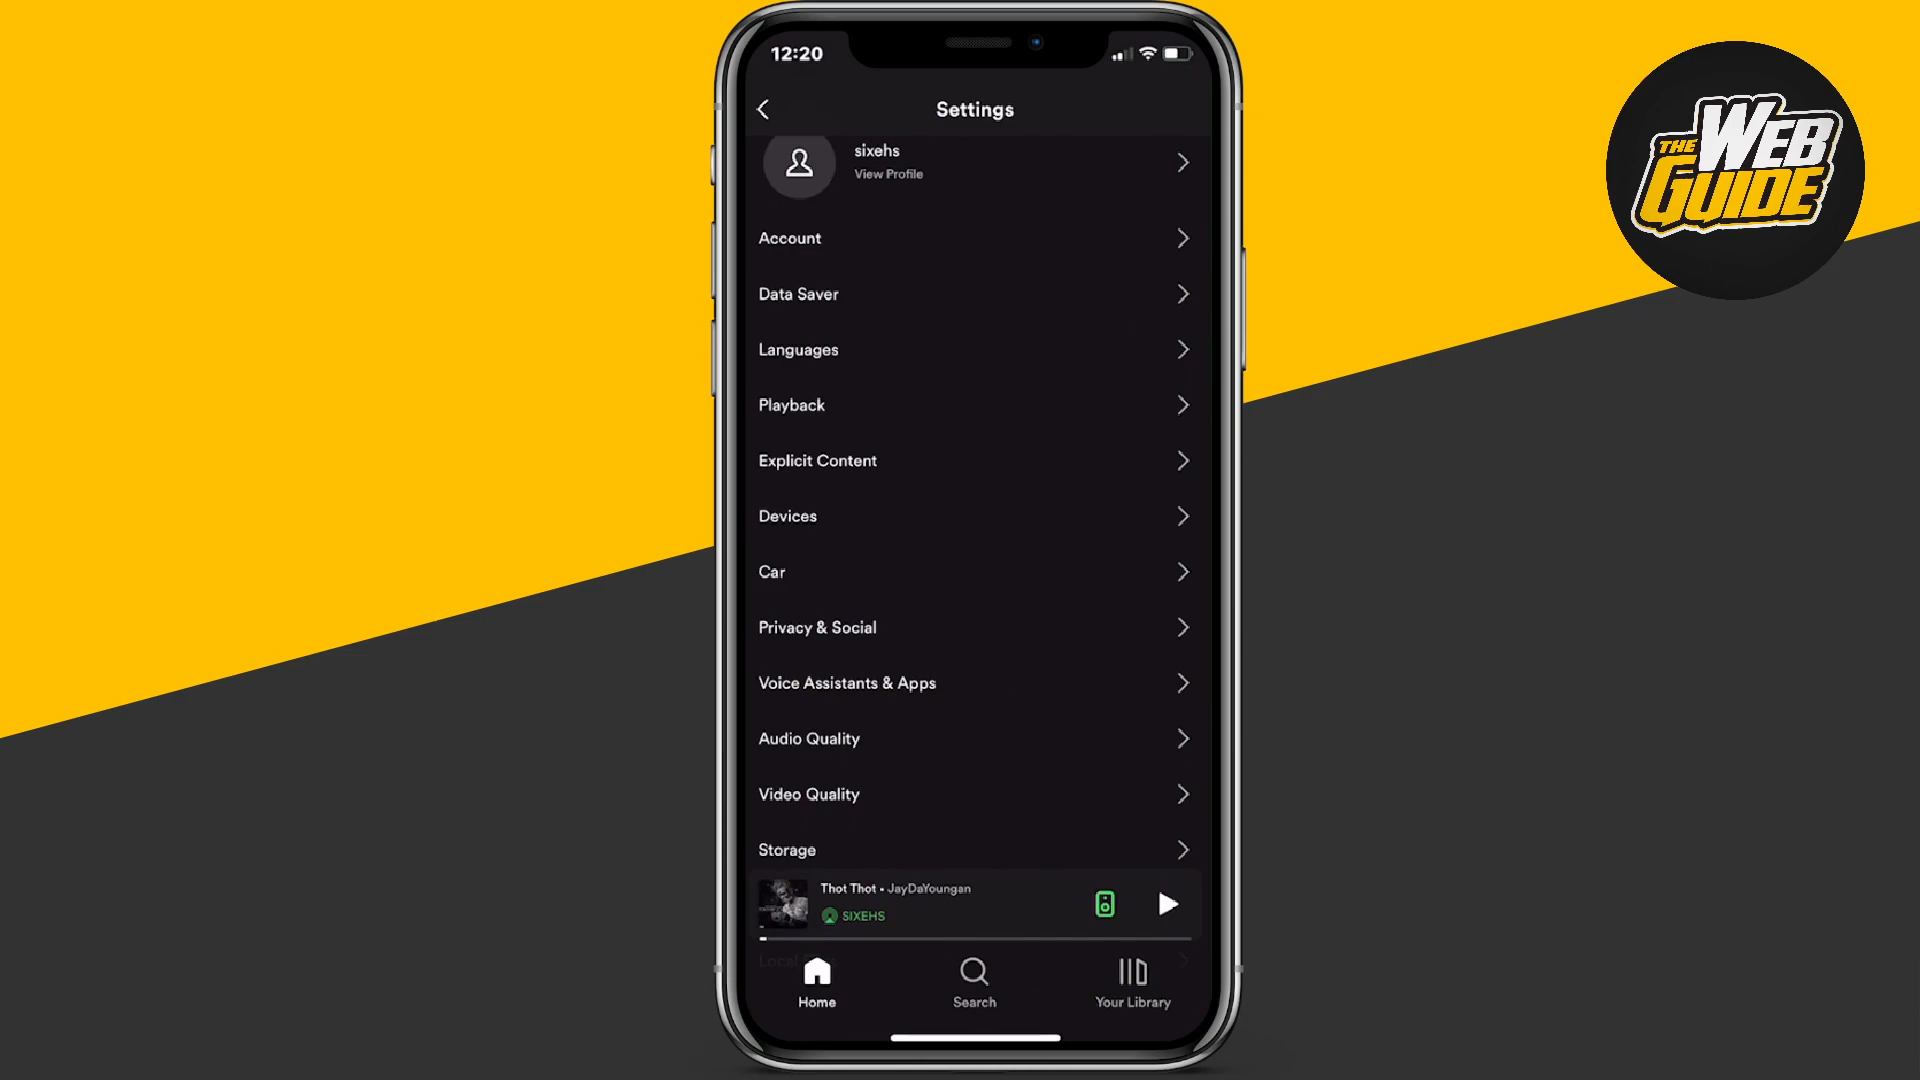 12:20
Settings
sixehs
View Profile
Account
Data Saver
Languages
Playback
Explicit Content
Devices
Car
Privacy & Social
Voice Assistants & Apps
Audio Quality
Video Quality
Storage
Thot Thot • JayDaYoungan
SIXEHS
Local
Home
Search
Your Library
THE WEB
GUIDE